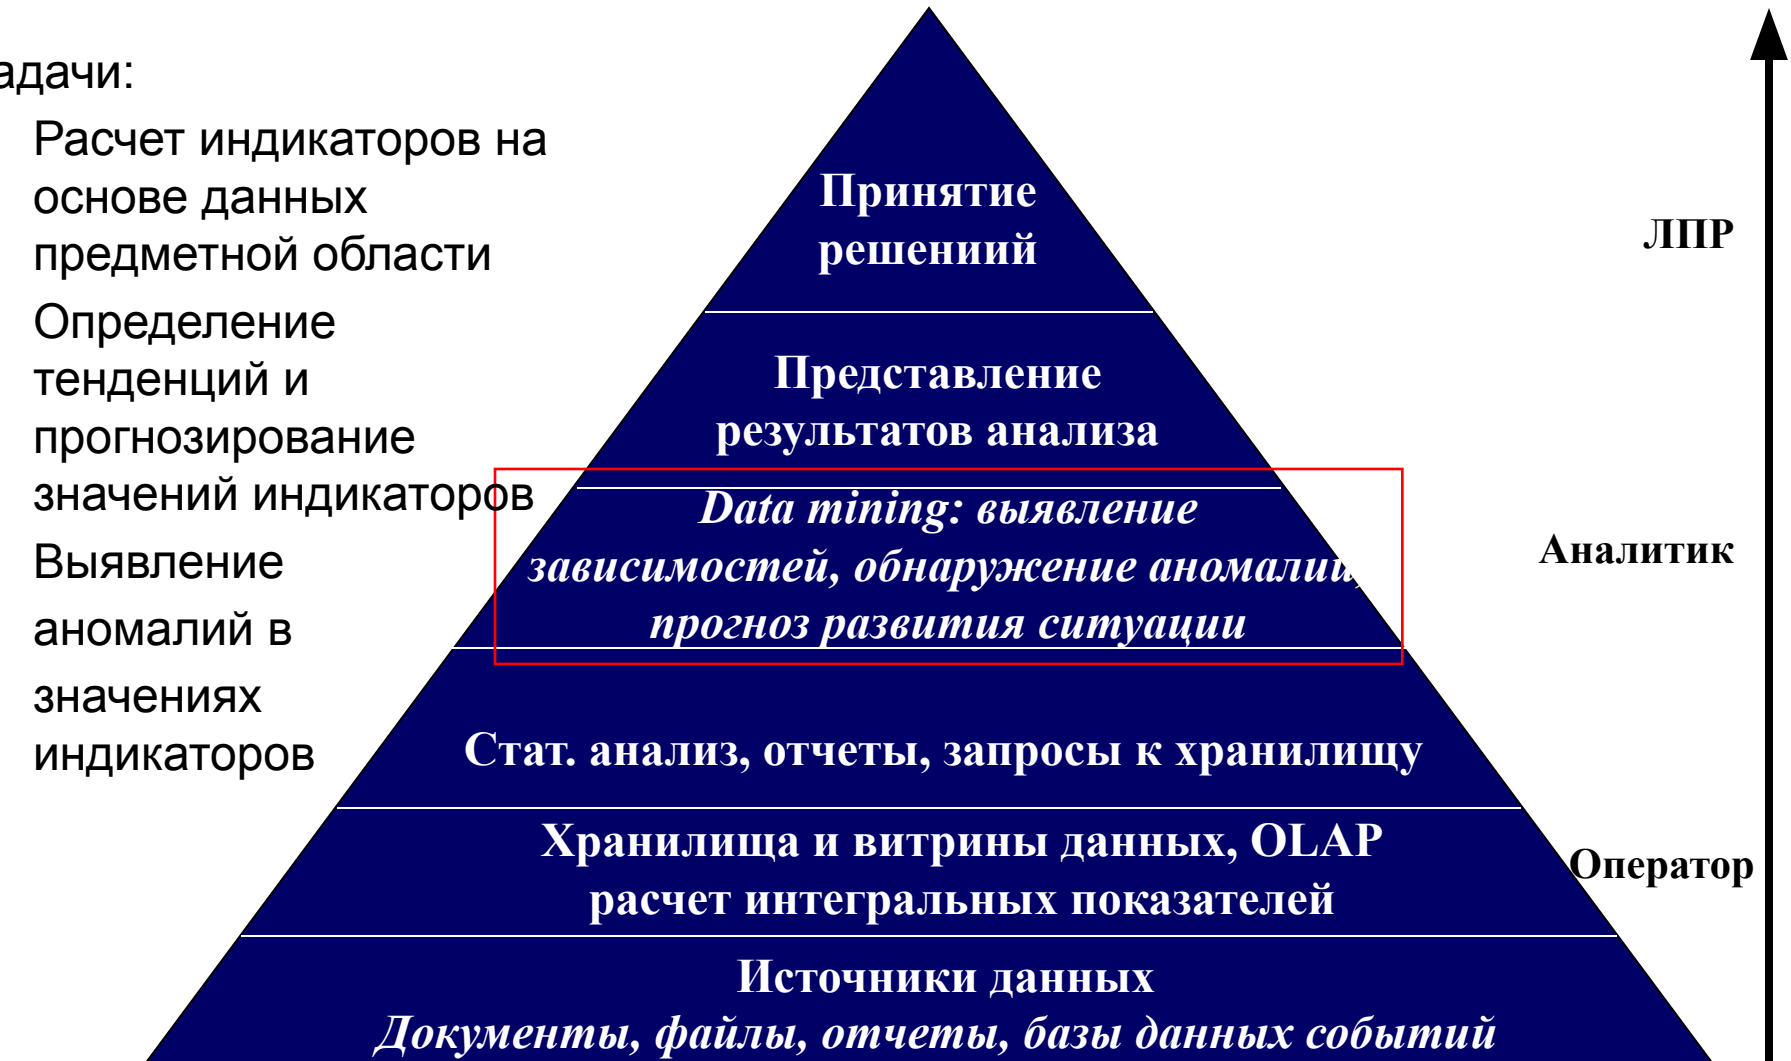 адачи:
Расчет индикаторов на
основе данных
предметной области
Определение
тенденций и
прогнозирование
значений индикаторов
Выявление
аномалий в
значениях
индикаторов
Принятие
решениий
Представление
результатов анализа
Data mining: выявление
зависимостей, обнаружение аномалий,
прогноз развития ситуации
Стат. анализ, отчеты, запросы к хранилищу
Хранилища и витрины данных, OLAP
расчет интегральных показателей
Источники данных
Документы, файлы, отчеты, базы данных событий
ЛПР
Аналитик
Оператор